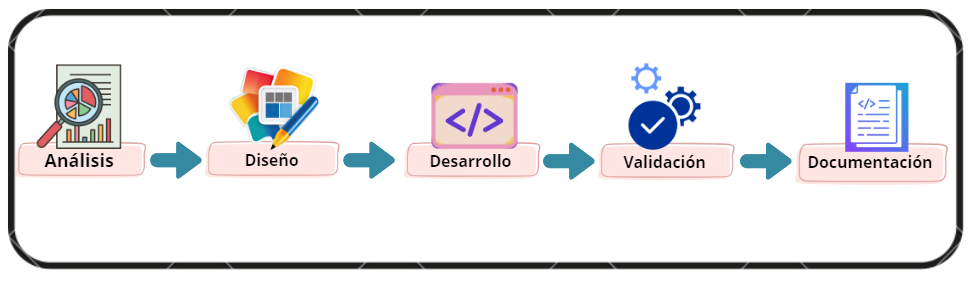 Análisis
Diseño
Desarrollo
Validación
Documentación
</>
</>